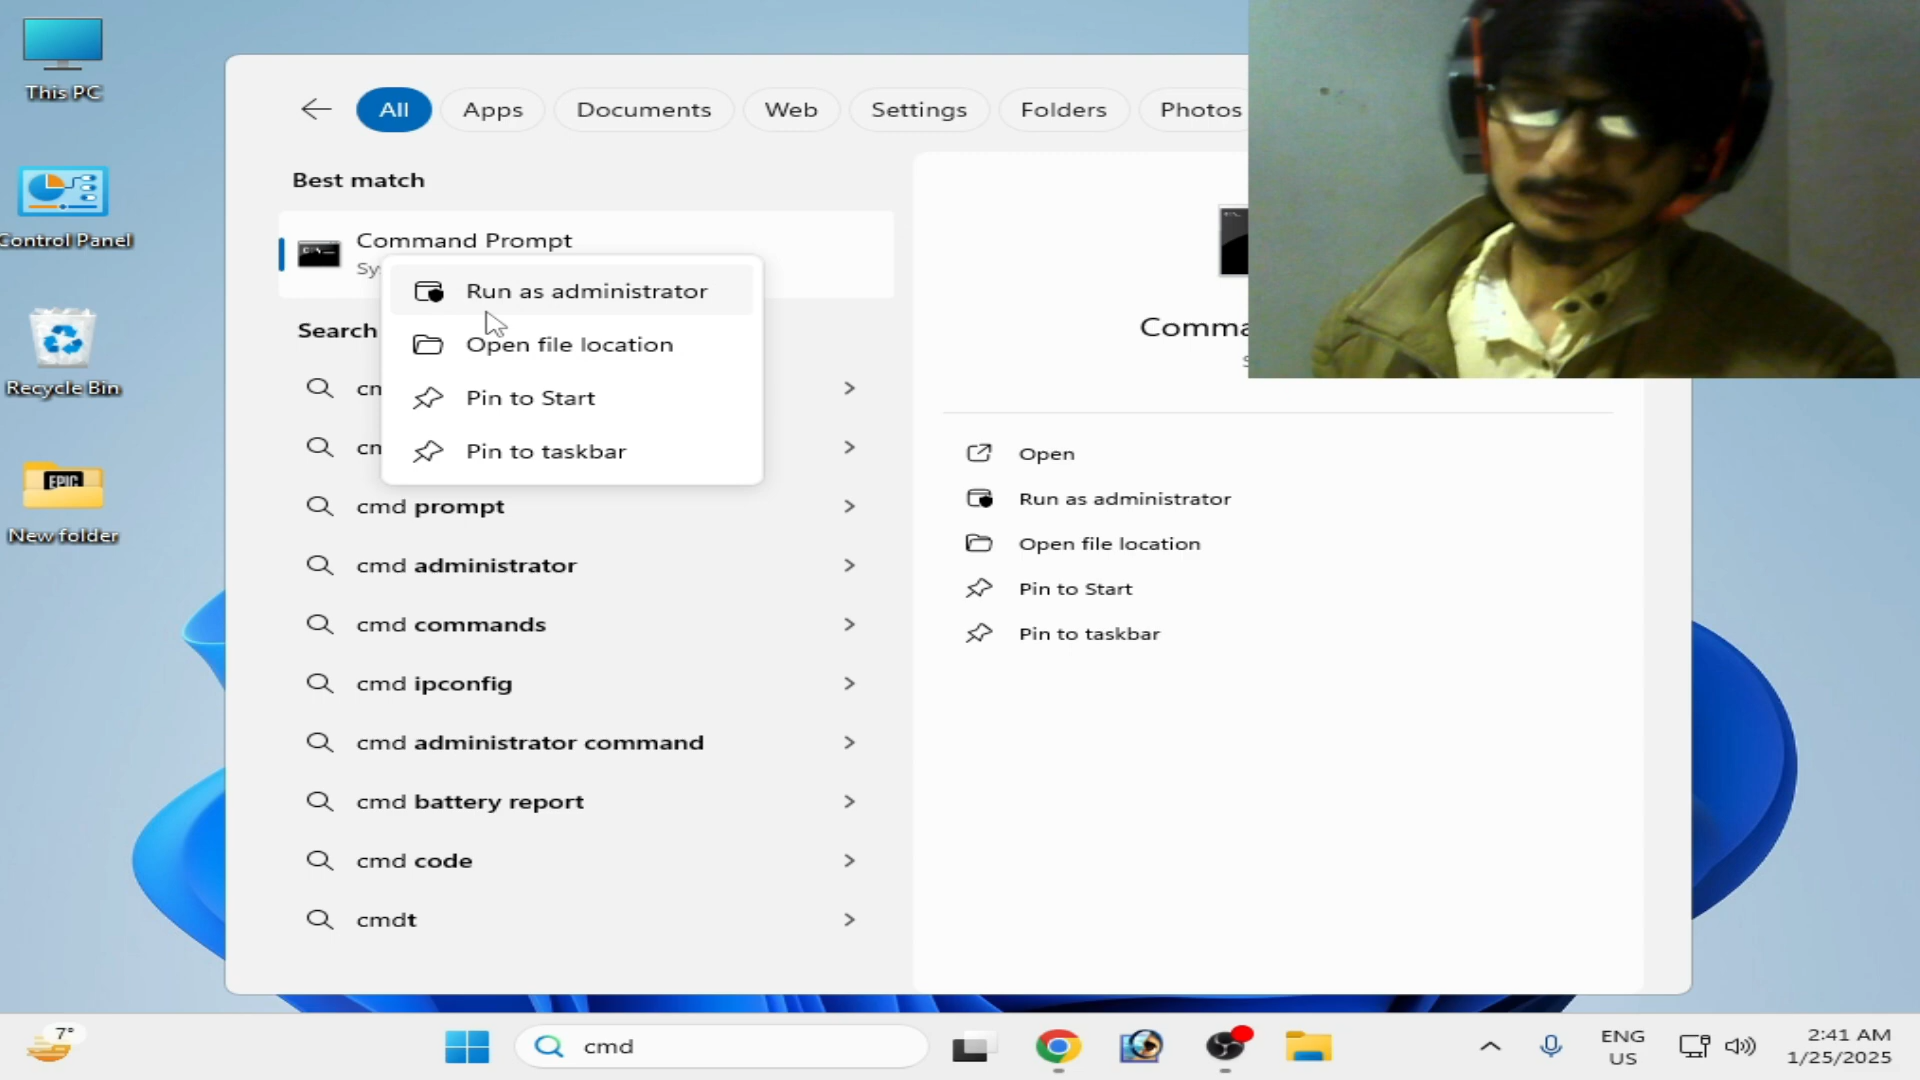 This PC
Control Panel
Recycle Bin
EPIC
New folder
All
Apps
Documents
Web
Settings
Folders
Photos
Best match
Command Prompt
Run as administrator
Open file location
Pin to Start
Pin to taskbar
Search
cmd prompt
cmd administrator
cmd commands
cmd ipconfig
cmd administrator command
cmd battery report
cmd code
cmdt
Open
Run as administrator
Open file location
Pin to Start
Pin to taskbar
7°
cmd
ENG
US
2:41 AM
1/25/2025